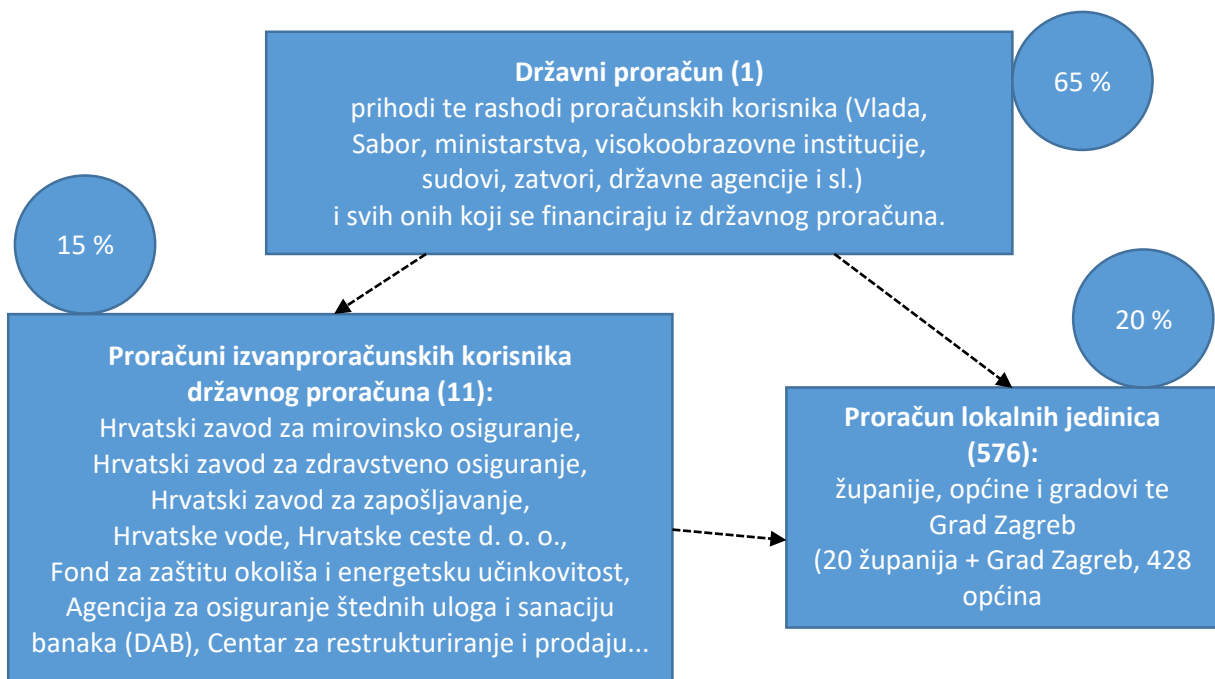 Državni proračun (1)
prihodi te rashodi proračunskih korisnika (Vlada,
Sabor, ministarstva, visokoobrazovne institucije,
sudovi, zatvori, državne agencije i sl.)
i svih onih koji se financiraju iz državnog proračuna.
65 %
15 %
Proračuni izvanproračunskih korisnika
državnog proračuna (11):
Hrvatski zavod za mirovinsko osiguranje,
Hrvatski zavod za zdravstveno osiguranje,
Hrvatski zavod za zapošljavanje,
Hrvatske vode, Hrvatske ceste d. o. o.,
Fond za zaštitu okoliša i energetsku učinkovitost,
Agencija za osiguranje štednih uloga i sanaciju
banaka (DAB), Centar za restrukturiranje i prodaju...
20 %
Proračun lokalnih jedinica
(576):
županije, općine i gradovi te
Grad Zagreb
(20 županija + Grad Zagreb, 428
općina